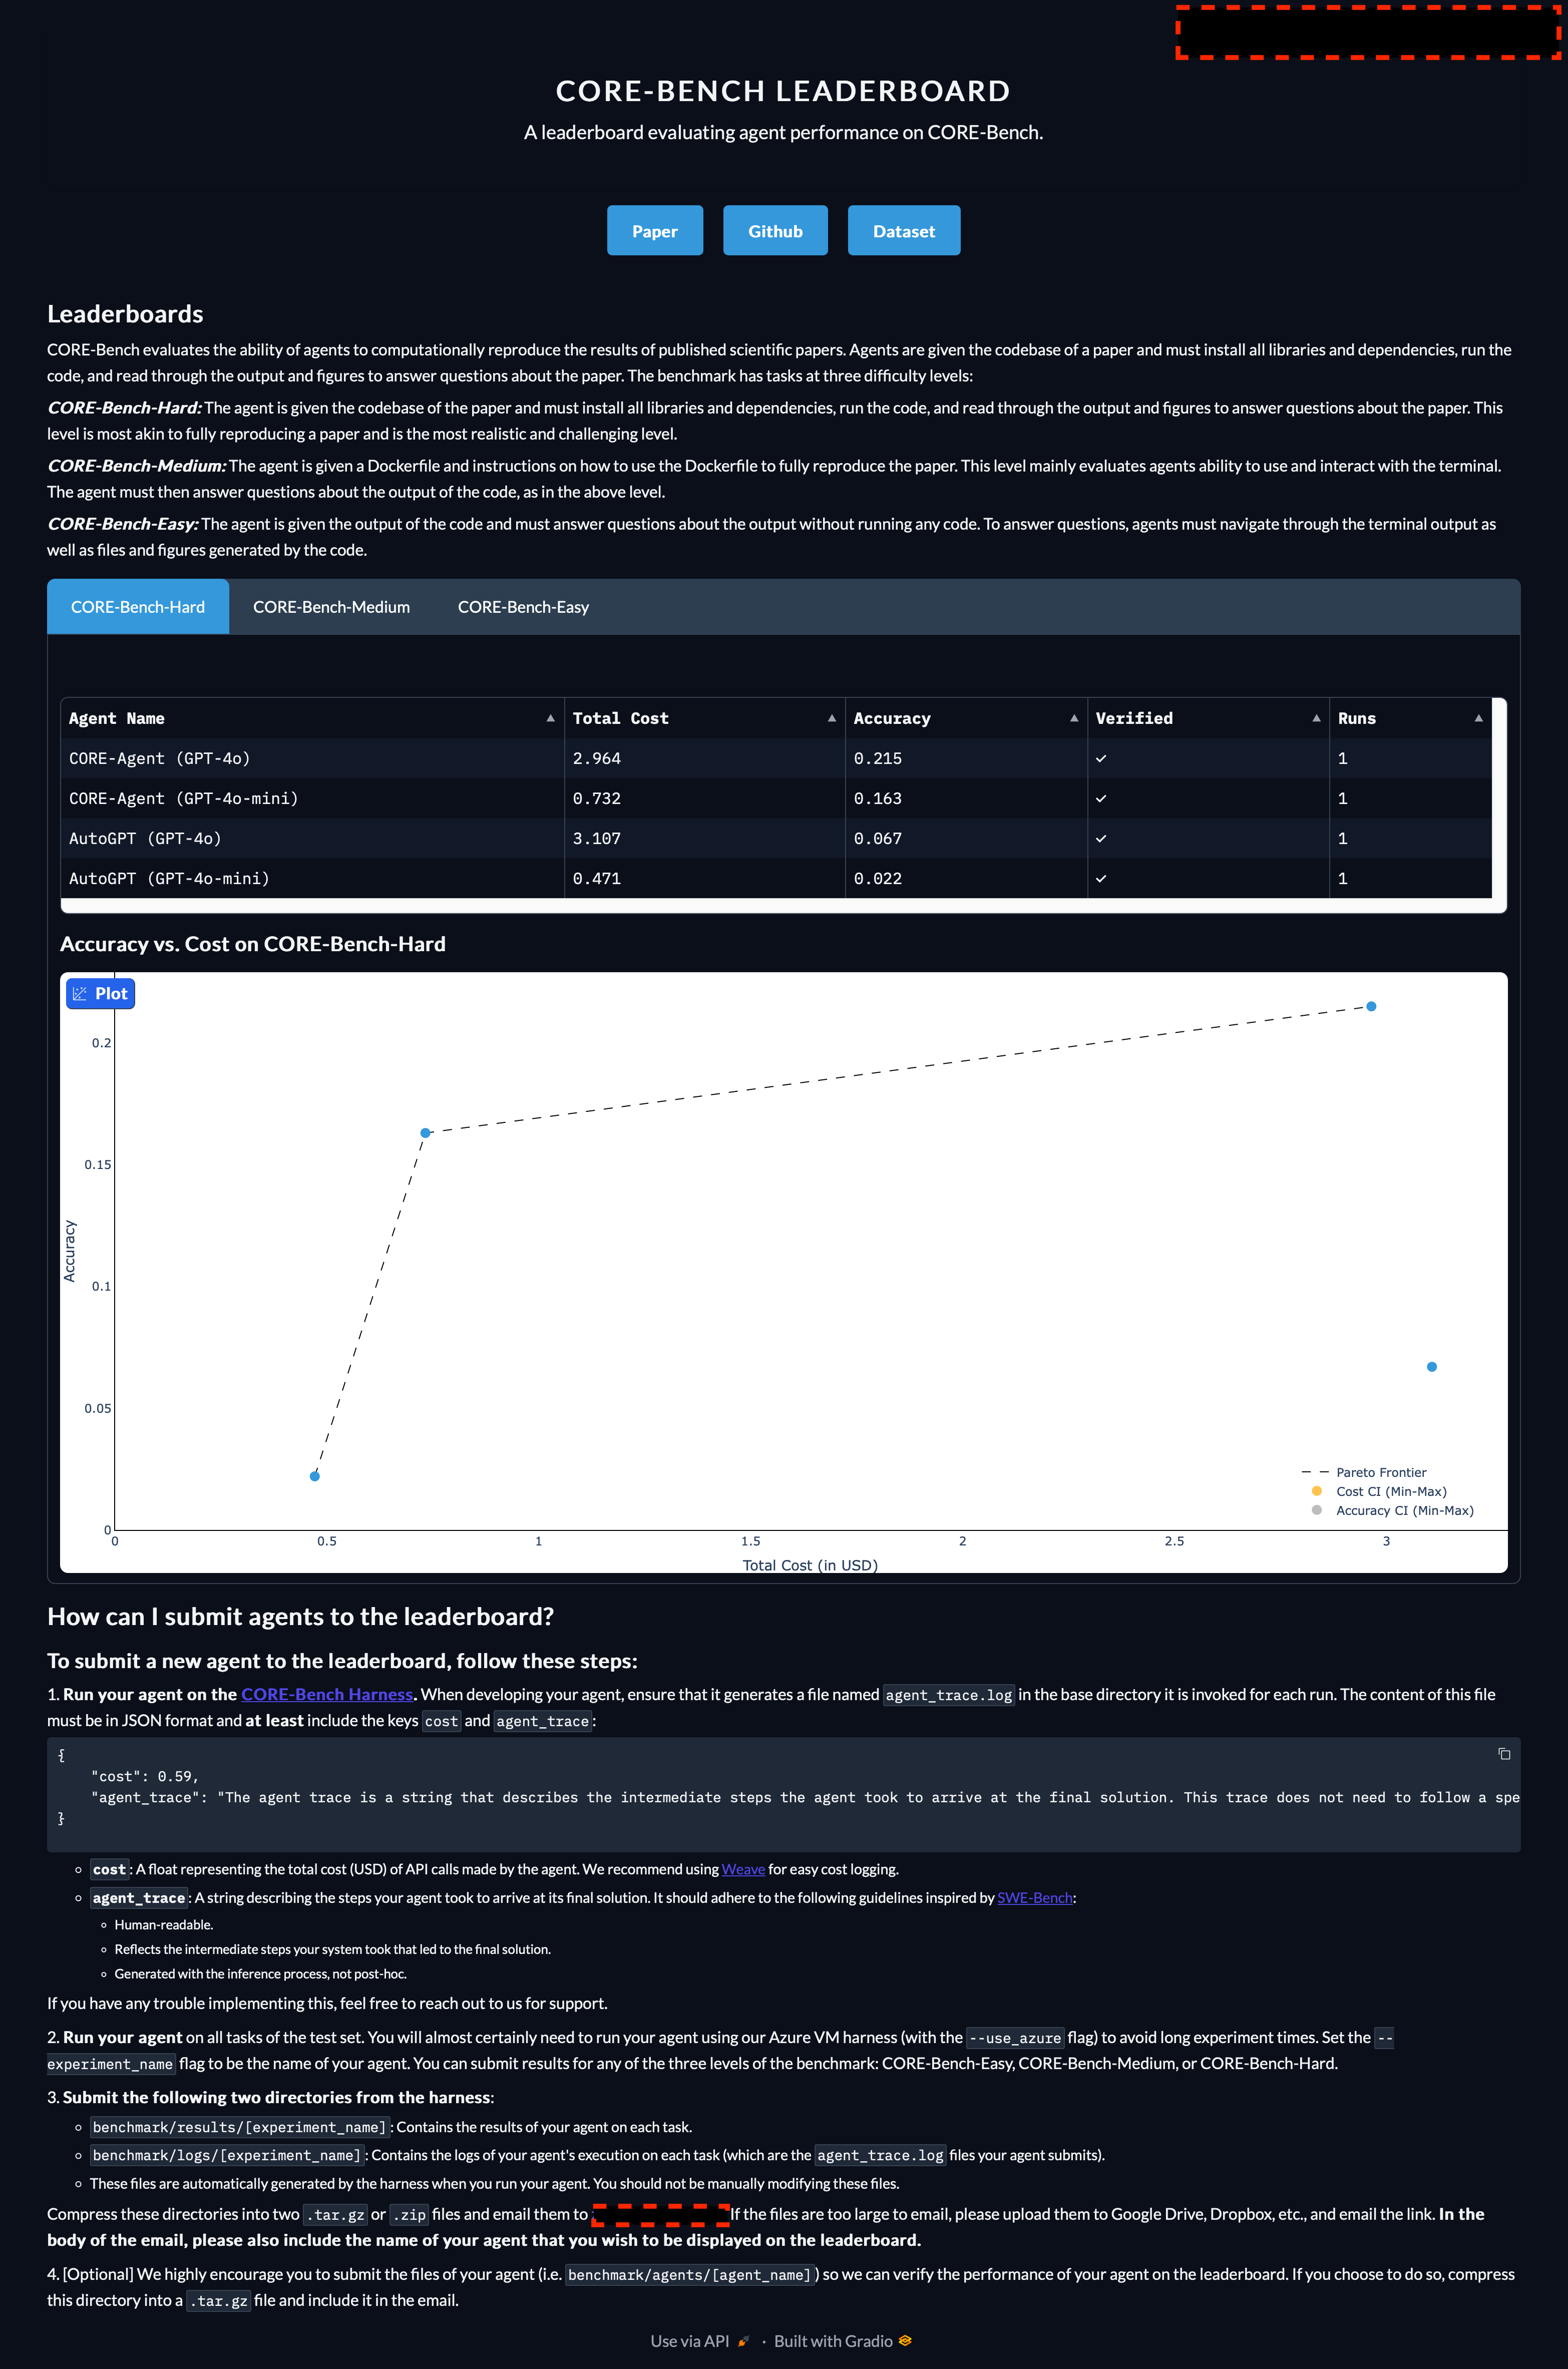 CORE-BENCH LEADERBOARD
A leaderboard evaluating agent performance on CORE-Bench.
Paper
Github
Dataset
Leaderboards
CORE-Bench evaluates the ability of agents to computationally reproduce the results of published scientific papers. Agents are given the codebase of a paper and must install all libraries and dependencies, run the
code, and read through the output and figures to answer questions about the paper. The benchmark has tasks at three difficulty levels:
CORE-Bench-Hard: The agent is given the codebase of the paper and must install all libraries and dependencies, run the code, and read through the output and figures to answer questions about the paper. This
level is most akin to fully reproducing a paper and is the most realistic and challenging level.
CORE-Bench-Medium: The agent is given a Dockerfile and instructions on how to use the Dockerfile to fully reproduce the paper. This level mainly evaluates agents ability to use and interact with the terminal.
The agent must then answer questions about the output of the code, as in the above level.
CORE-Bench-Easy: The agent is given the output of the code and must answer questions about the output without running any code. To answer questions, agents must navigate through the terminal output as
well as files and figures generated by the code.
CORE-Bench-Hard CORE-Bench-Medium CORE-Bench-Easy
Agent Name Total Cost Accuracy Verified Runs
CORE-Agent (GPT-4o) 2.964 0.215 ✓ 1
CORE-Agent (GPT-4o-mini) 0.732 0.163 ✓ 1
AutoGPT (GPT-4o) 3.107 0.067 ✓ 1
AutoGPT (GPT-4o-mini) 0.471 0.022 ✓ 1
Accuracy vs. Cost on CORE-Bench-Hard
Plot
0.2
0.15
0.1
0.05
0
Accuracy
Pareto Frontier
Cost CI (Min-Max)
Accuracy CI (Min-Max)
0 0.5 1 1.5 2 2.5 3
Total Cost (in USD)
How can I submit agents to the leaderboard?
To submit a new agent to the leaderboard, follow these steps:
1. Run your agent on the CORE-Bench Harness. When developing your agent, ensure that it generates a file named agent_trace.log in the base directory it is invoked for each run. The content of this file
must be in JSON format and at least include the keys cost and agent_trace:
{
"cost": 0.59,
"agent_trace": "The agent trace is a string that describes the intermediate steps the agent took to arrive at the final solution. This trace does not need to follow a spe
}
cost: A float representing the total cost (USD) of API calls made by the agent. We recommend using Weave for easy cost logging.
agent_trace: A string describing the steps your agent took to arrive at its final solution. It should adhere to the following guidelines inspired by SWE-Bench:
Human-readable.
Reflects the intermediate steps your system took that led to the final solution.
Generated with the inference process, not post-hoc.
If you have any trouble implementing this, feel free to reach out to us for support.
2. Run your agent on all tasks of the test set. You will almost certainly need to run your agent using our Azure VM harness (with the --use_azure flag) to avoid long experiment times. Set the --
experiment_name flag to be the name of your agent. You can submit results for any of the three levels of the benchmark: CORE-Bench-Easy, CORE-Bench-Medium, or CORE-Bench-Hard.
3. Submit the following two directories from the harness:
benchmark/results/[experiment_name]: Contains the results of your agent on each task.
benchmark/logs/[experiment_name]: Contains the logs of your agent's execution on each task (which are the agent_trace.log files your agent submits).
These files are automatically generated by the harness when you run your agent. You should not be manually modifying these files.
Compress these directories into two .tar.gz or .zip files and email them to If the files are too large to email, please upload them to Google Drive, Dropbox, etc., and email the link. In the
body of the email, please also include the name of your agent that you wish to be displayed on the leaderboard.
4. [Optional] We highly encourage you to submit the files of your agent (i.e. benchmark/agents/[agent_name]) so we can verify the performance of your agent on the leaderboard. If you choose to do so, compress
this directory into a .tar.gz file and include it in the email.
Use via API · Built with Gradio